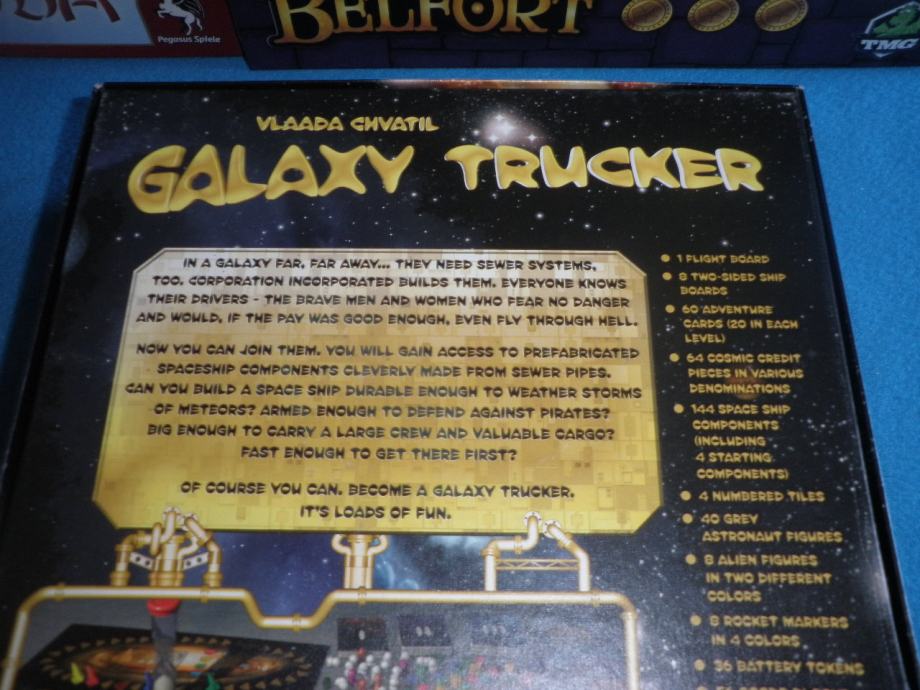 Pegasus Spiele
BELFORT
TMG
VLAADA CHVATIL
GALAXY TRUCKER
IN A GALAXY FAR, FAR AWAY... THEY NEED SEWER SYSTEMS,
TOO. CORPORATION INCORPORATED BUILDS THEM. EVERYONE KNOWS
THEIR DRIVERS - THE BRAVE MEN AND WOMEN WHO FEAR NO DANGER
AND WOULD, IF THE PAY WAS GOOD ENOUGH, EVEN FLY THROUGH HELL.
NOW YOU CAN JOIN THEM. YOU WILL GAIN ACCESS TO PREFABRICATED
SPACESHIP COMPONENTS CLEVERLY MADE FROM SEWER PIPES.
CAN YOU BUILD A SPACE SHIP DURABLE ENOUGH TO WEATHER STORMS
OF METEORS? ARMED ENOUGH TO DEFEND AGAINST PIRATES?
BIG ENOUGH TO CARRY A LARGE CREW AND VALUABLE CARGO?
FAST ENOUGH TO GET THERE FIRST?
OF COURSE YOU CAN. BECOME A GALAXY TRUCKER.
IT'S LOADS OF FUN.
● 1 FLIGHT BOARD
● 8 TWO-SIDED SHIP
BOARDS
● 60 ADVENTURE
CARDS (20 IN EACH
LEVEL)
● 64 COSMIC CREDIT
PIECES IN VARIOUS
DENOMINATIONS
● 144 SPACE SHIP
COMPONENTS
(INCLUDING
4 STARTING
COMPONENTS)
● 4 NUMBERED TILES
● 40 GREY
ASTRONAUT FIGURES
● 8 ALIEN FIGURES
IN TWO DIFFERENT
COLORS
● 8 ROCKET MARKERS
IN 4 COLORS
● 36 BATTERY TOKENS